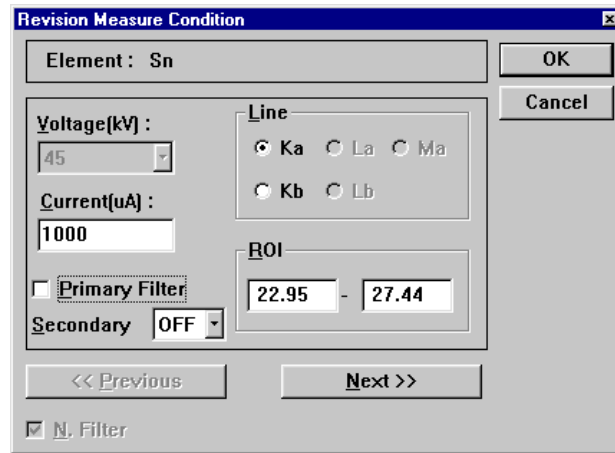 Revision Measure Condition
Element : Sn
OK
Cancel
Voltage(kV) :
45
Current(uA) :
1000
Primary Filter
Secondary OFF
Line
Ka La Ma
Kb Lb
ROI
22.95 - 27.44
<< Previous
Next >>
N. Filter